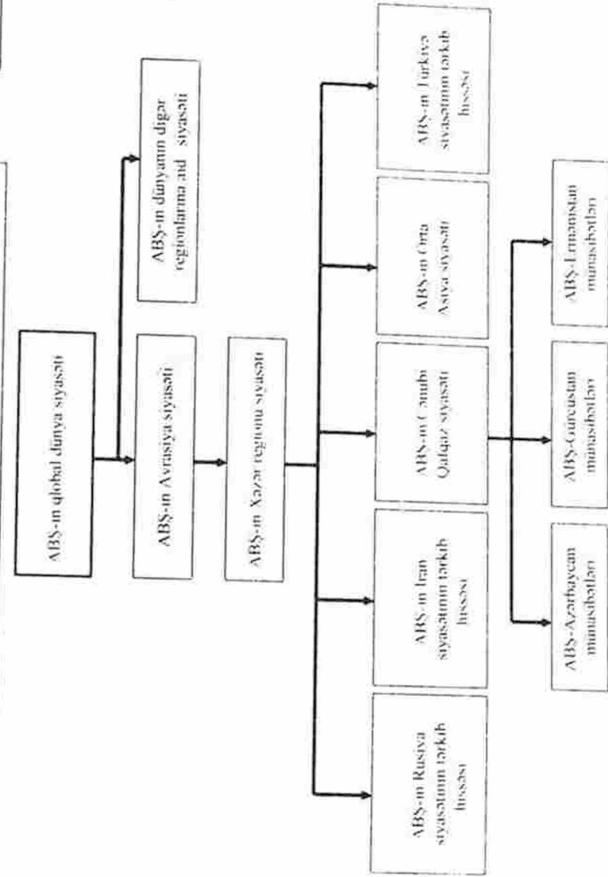 ABŞ-ın qlobal dünya siyasəti
ABŞ-ın Avrasiya siyasəti
ABŞ-ın dünyanın digər
regionlarına aid siyasəti
ABŞ-ın Xəzər regionu siyasəti
ABŞ-ın Rusiya
siyasətinin tərkib
hissəsi
ABŞ-ın İran
siyasətinin tərkib
hissəsi
ABŞ-ın Cənubi
Qafqaz siyasəti
ABŞ-ın Orta
Asiya siyasəti
ABŞ-ın Türkiyə
siyasətinin tərkib
hissəsi
ABŞ-Azərbaycan
münasibətləri
ABŞ-Gürcüstan
münasibətləri
ABŞ-Ermənistan
münasibətləri